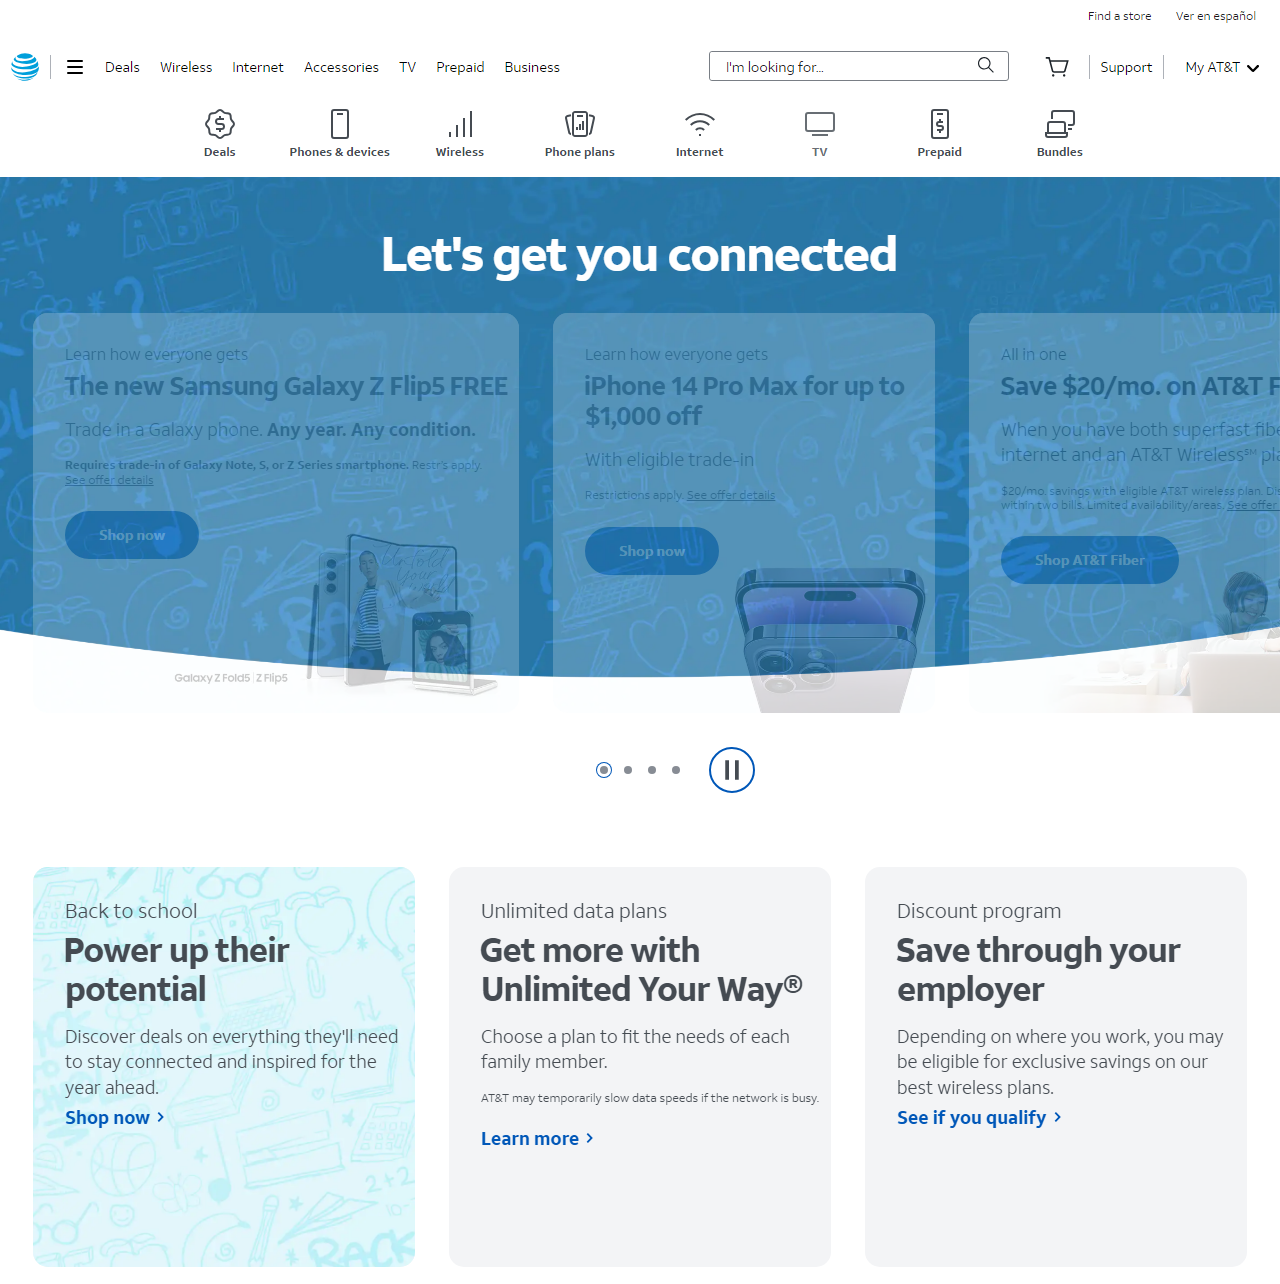 Find a store Ver en español
Deals Wireless Internet Accessories TV Prepaid Business I'm looking for... Support My AT&T
Deals Phones & devices Wireless Phone plans Internet TV Prepaid Bundles
Let's get you connected
Learn how everyone gets
The new Samsung Galaxy Z Flip5 FREE
Trade in a Galaxy phone. Any year. Any condition.
Requires trade-in of Galaxy Note, S, or Z Series smartphone. Restr's apply.
See offer details
Shop now
Galaxy Z Fold5 | Z Flip5
Learn how everyone gets
iPhone 14 Pro Max for up to
$1,000 off
With eligible trade-in
Restrictions apply. See offer details
Shop now
All in one
Save $20/mo. on AT&T F
When you have both superfast fibe
internet and an AT&T Wireless℠ pla
$20/mo. savings with eligible AT&T wireless plan. Dis
within two bills. Limited availability/areas. See offer
Shop AT&T Fiber
Back to school
Power up their
potential
Discover deals on everything they'll need
to stay connected and inspired for the
year ahead.
Shop now
Unlimited data plans
Get more with
Unlimited Your Way®
Choose a plan to fit the needs of each
family member.
AT&T may temporarily slow data speeds if the network is busy.
Learn more
Discount program
Save through your
employer
Depending on where you work, you may
be eligible for exclusive savings on our
best wireless plans.
See if you qualify